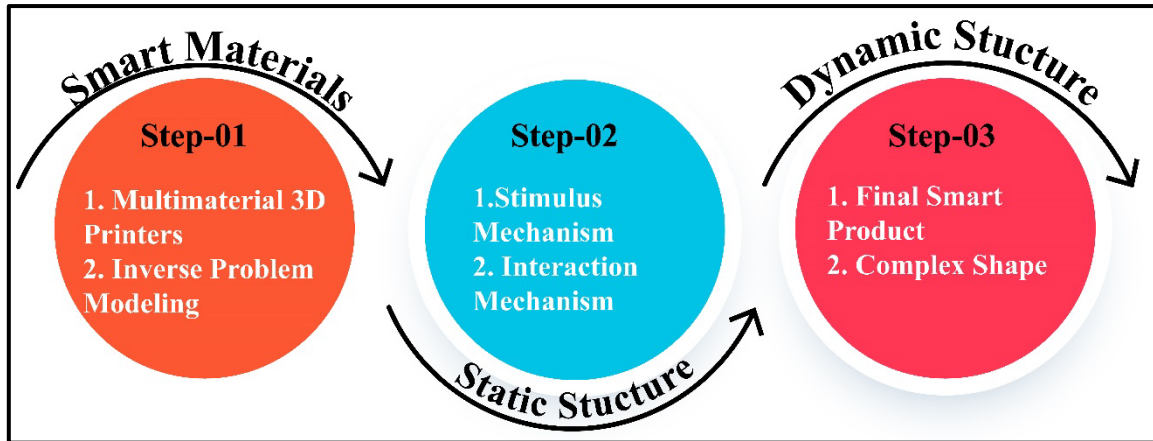 Smart Materials
Step-01
1. Multimaterial 3D
Printers
2. Inverse Problem
Modeling
Step-02
1.Stimulus
Mechanism
2. Interaction
Mechanism
Static Stucture
Dynamic Stucture
Step-03
1. Final Smart
Product
2. Complex Shape